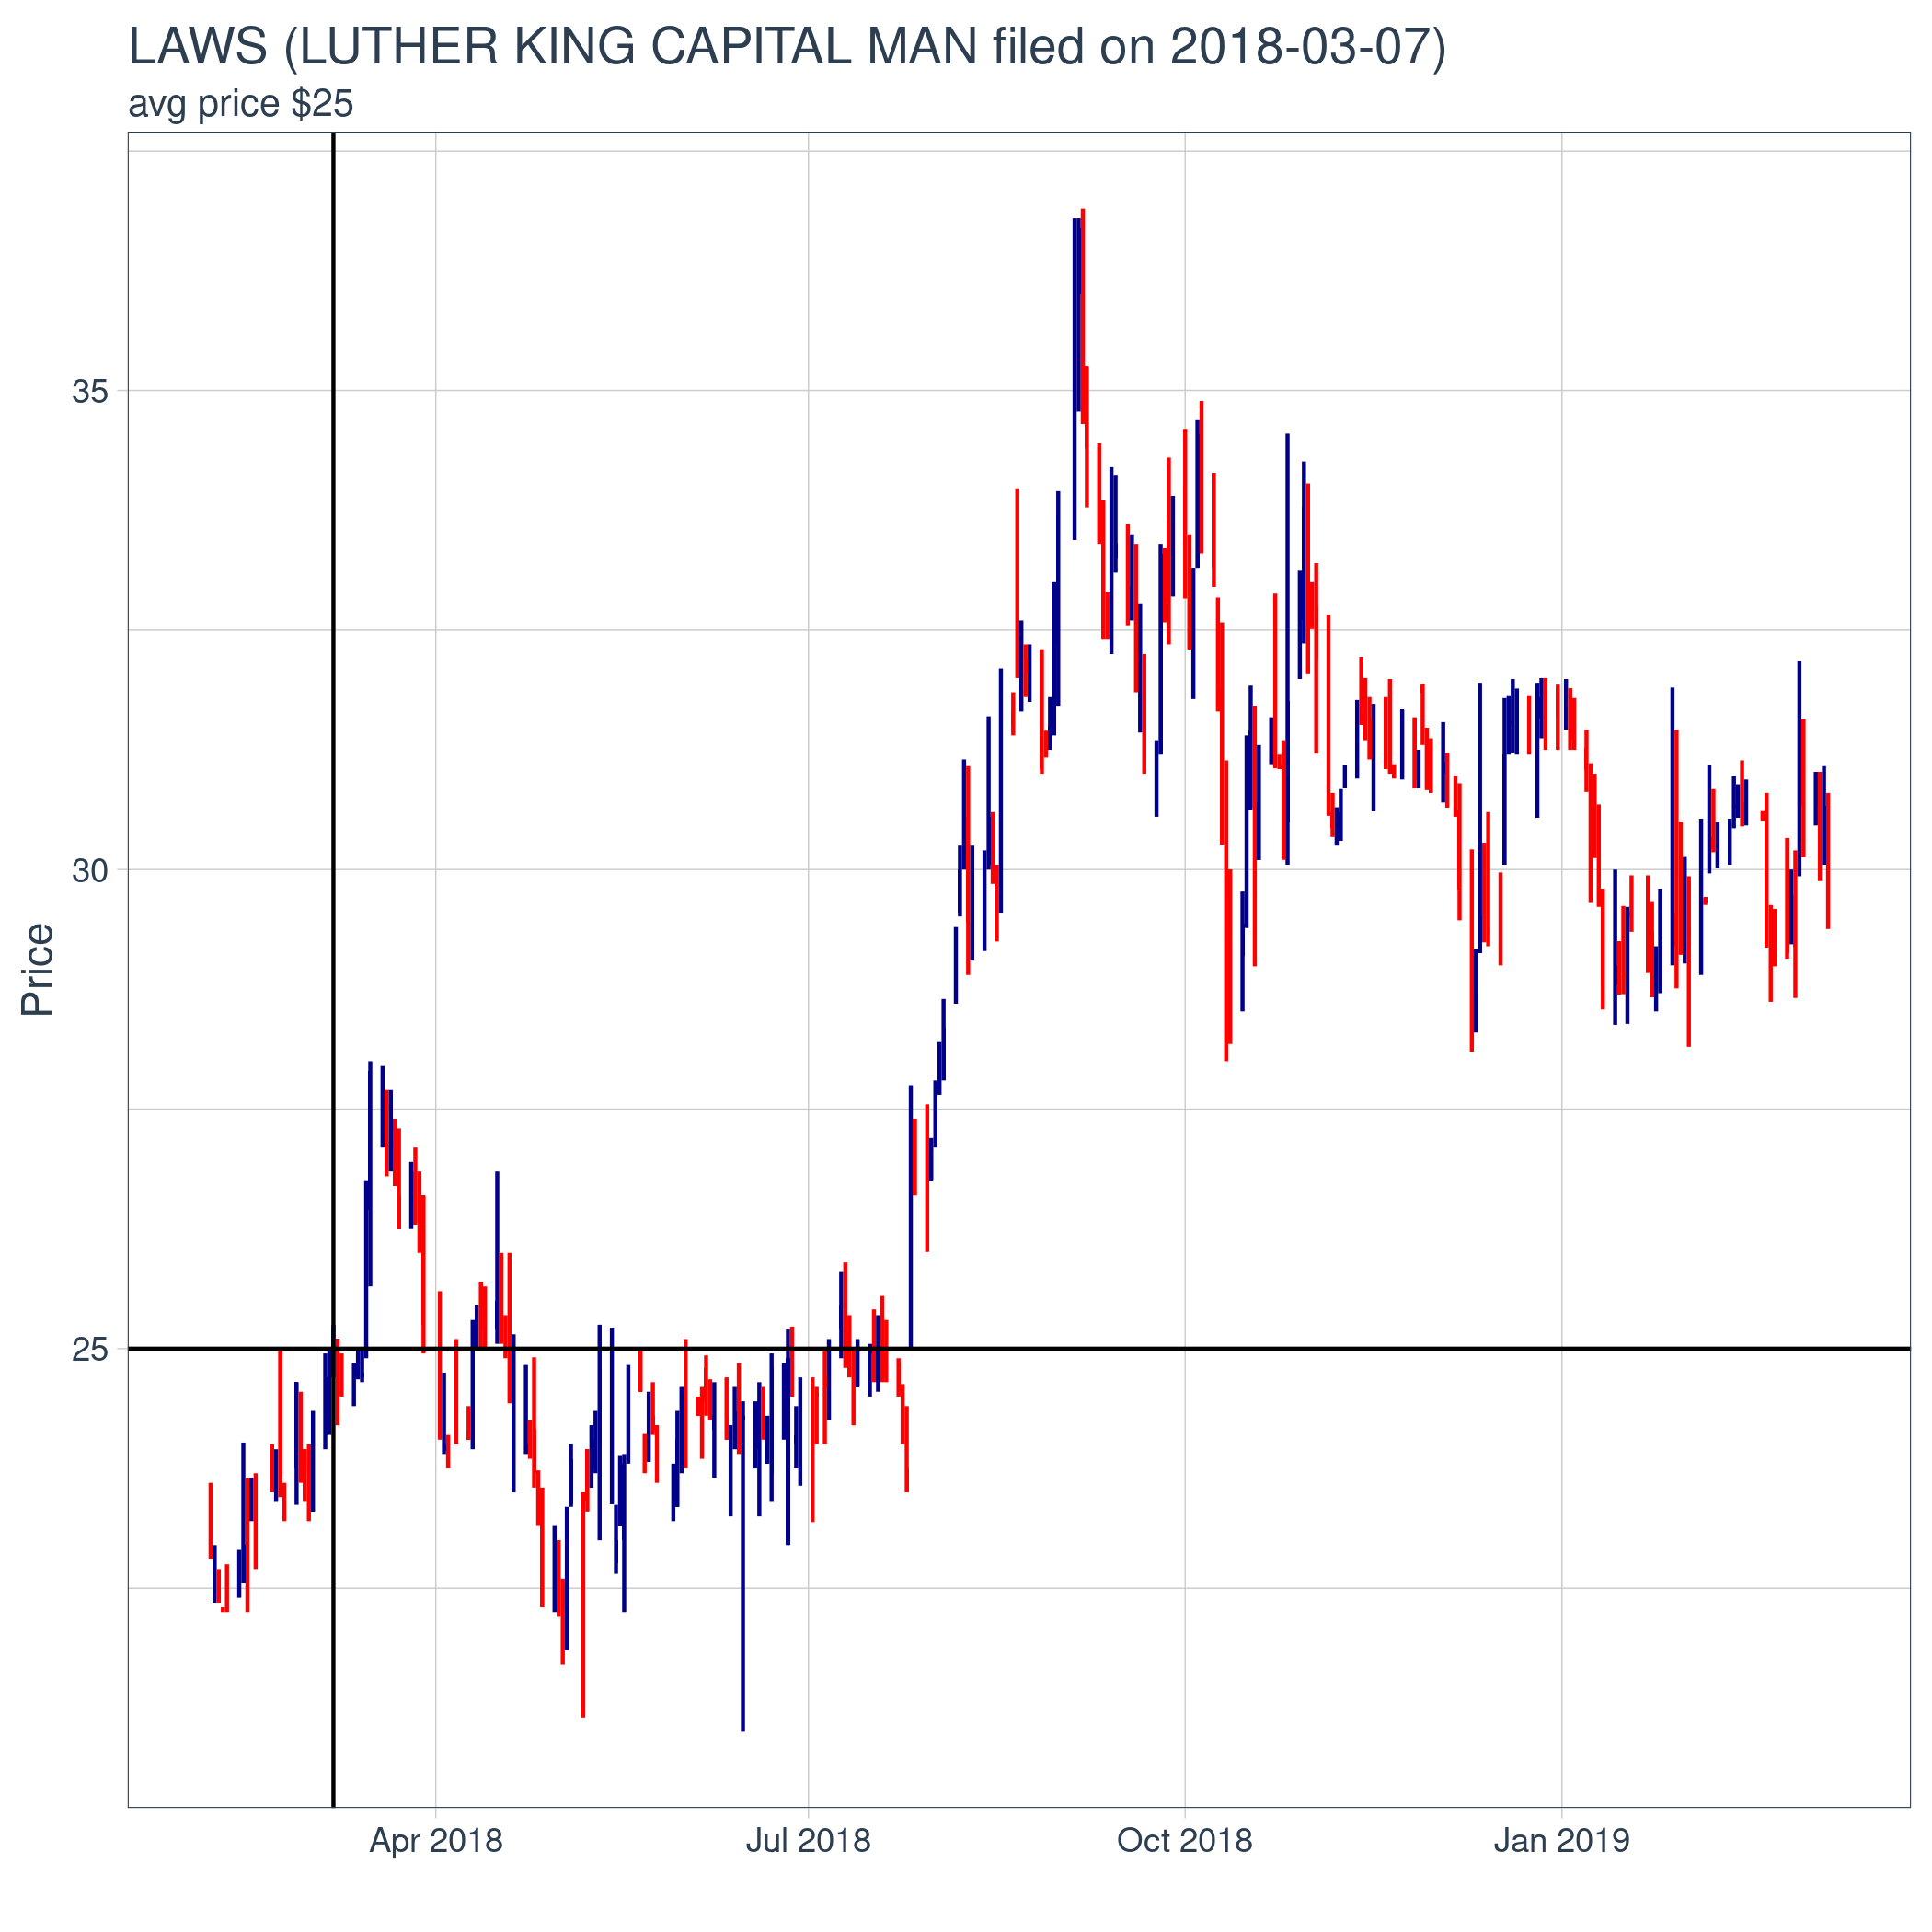 LAWS (LUTHER KING CAPITAL MAN filed on 2018-03-07)
avg price $25
35
30
25
Price
Apr 2018
Jul 2018
Oct 2018
Jan 2019